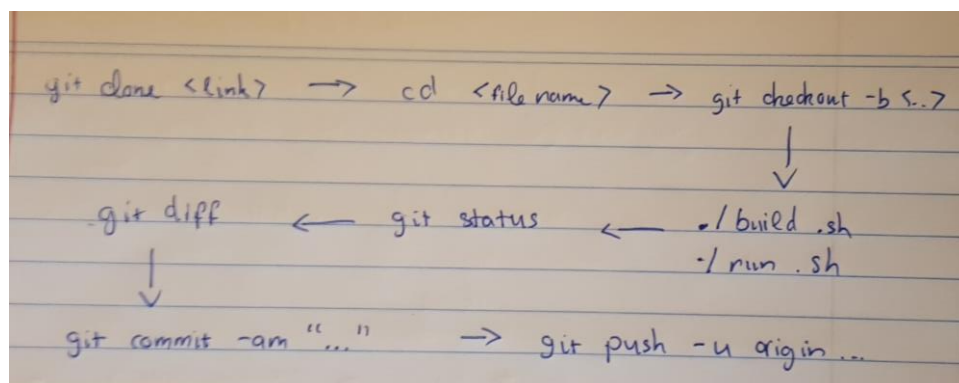 git clone <link> → cd <file name> → git checkout -b <..>
↓
git diff ← git status ← ./build .sh
./run .sh
↓
git commit -am "..." → git push -u origin ...